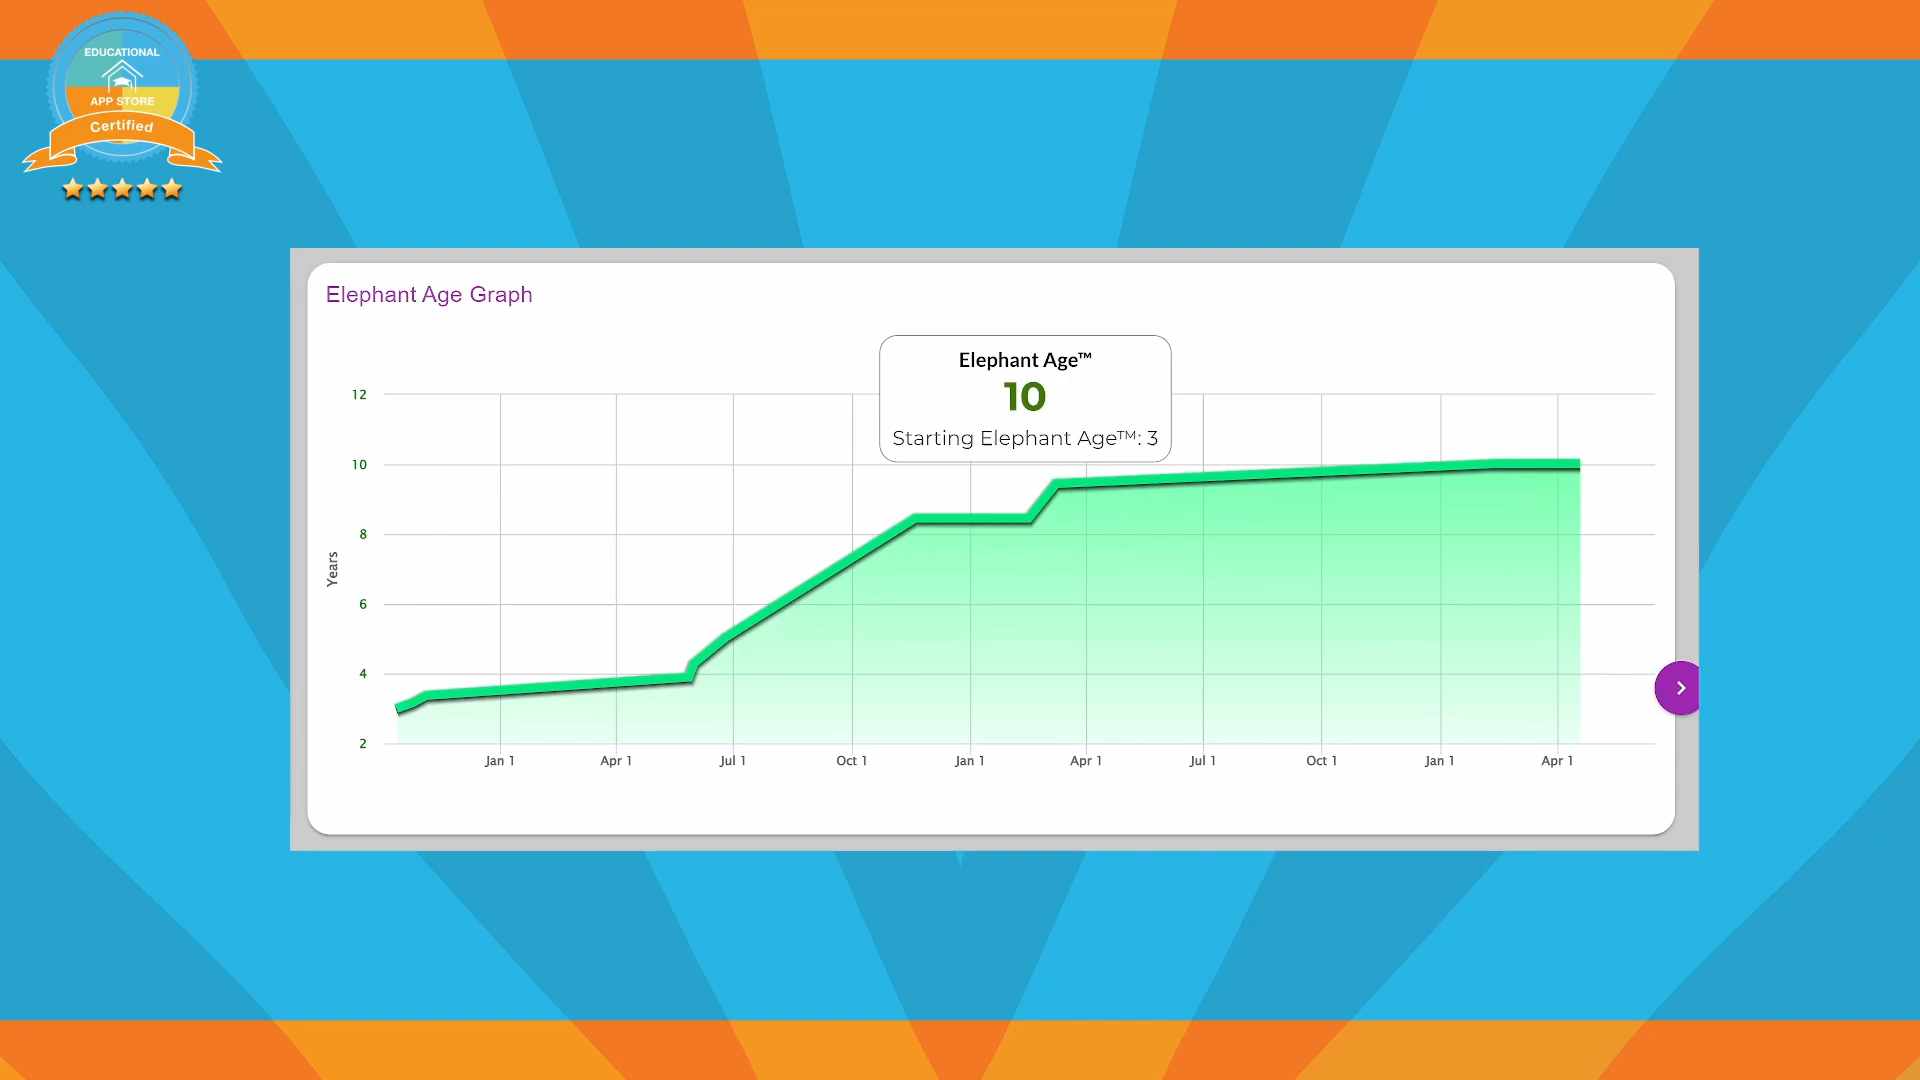 EDUCATIONAL
APP STORE
Certified
Elephant Age Graph
Elephant Age™
10
Starting Elephant Age™: 3
12
10
8
6
4
2
Years
Jan 1
Apr 1
Jul 1
Oct 1
Jan 1
Apr 1
Jul 1
Oct 1
Jan 1
Apr 1